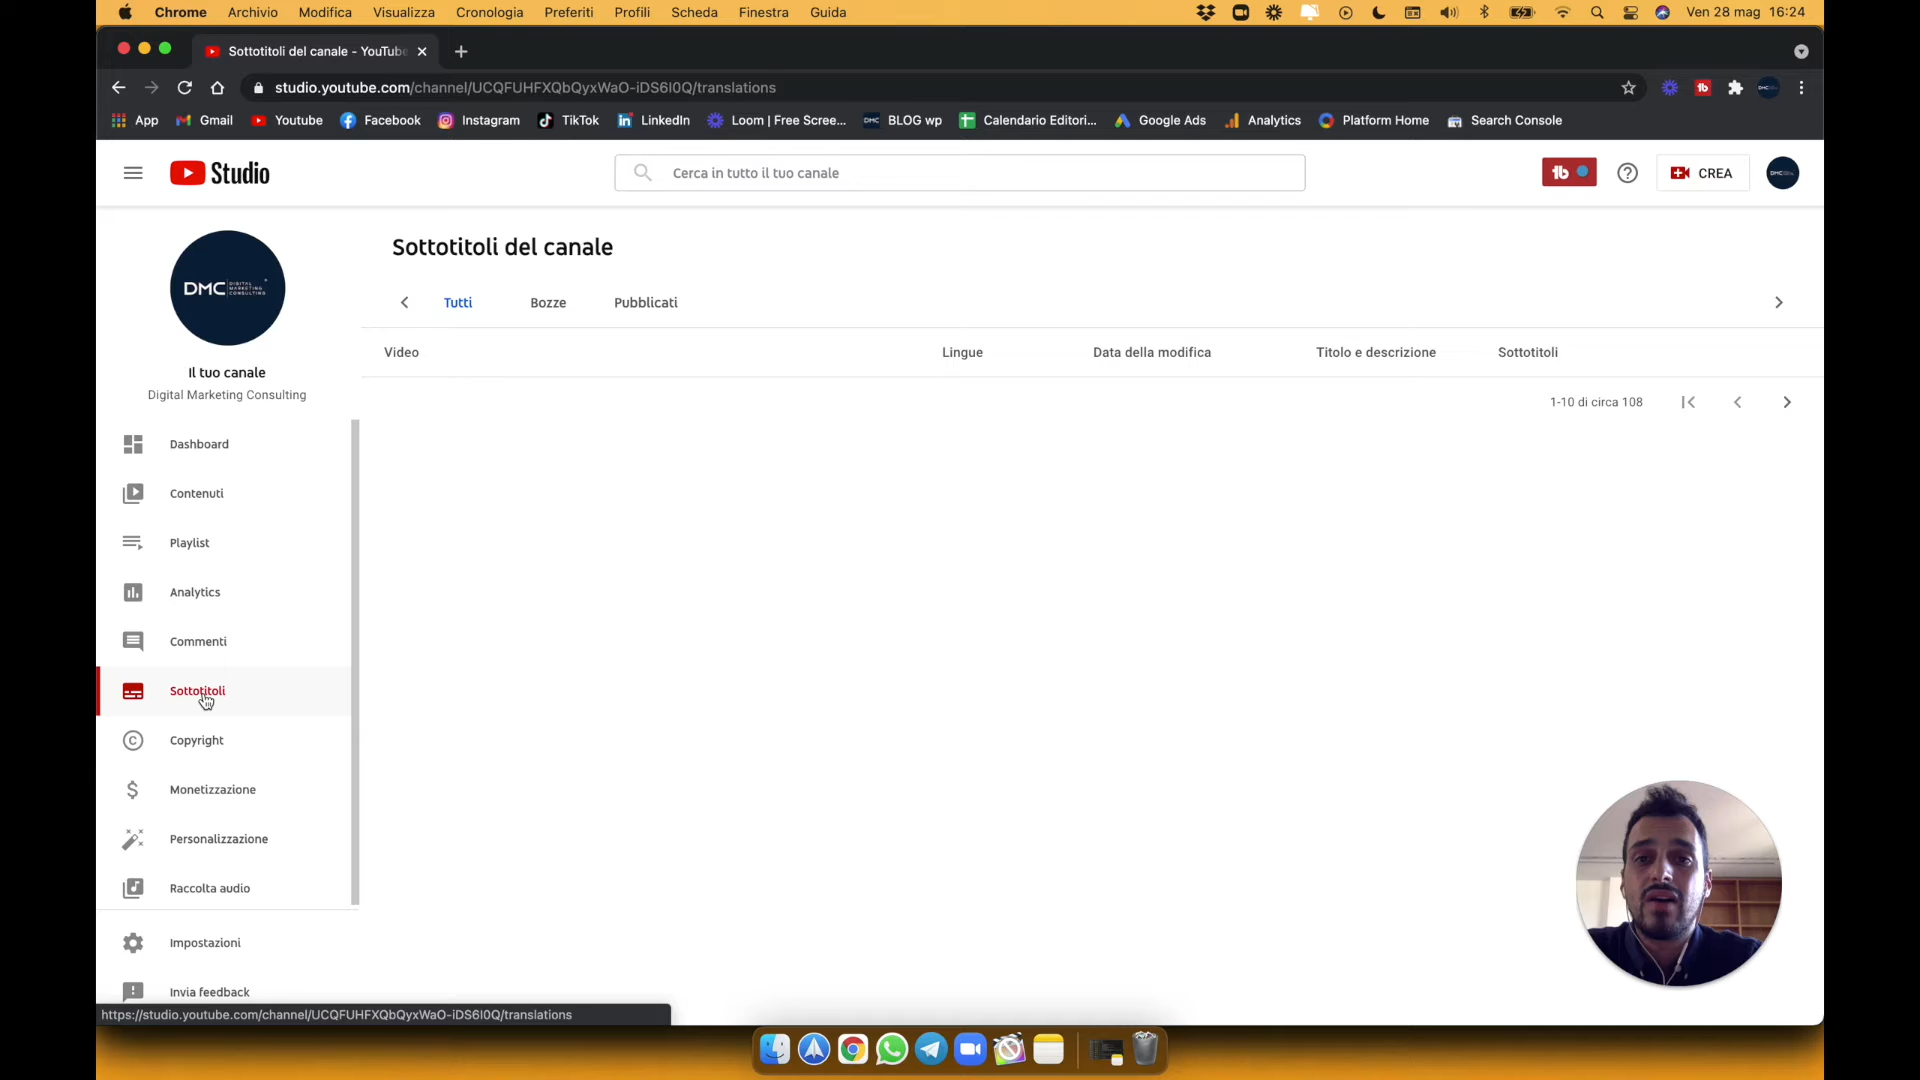 Chrome Archivio Modifica Visualizza Cronologia Preferiti Profili Scheda Finestra Guida Ven 28 mag 16:24
Sottotitoli del canale - YouTube
studio.youtube.com/channel/UCQFUHFXQbQyxWaO-iDS6I0Q/translations
App Gmail Youtube Facebook Instagram TikTok LinkedIn Loom | Free Scree... BLOG wp Calendario Editori... Google Ads Analytics Platform Home Search Console
Studio Cerca in tutto il tuo canale CREA
DMC DIGITAL MARKETING CONSULTING
Il tuo canale
Digital Marketing Consulting
Dashboard
Contenuti
Playlist
Analytics
Commenti
Sottotitoli
Copyright
Monetizzazione
Personalizzazione
Raccolta audio
Impostazioni
Invia feedback
Sottotitoli del canale
Tutti Bozze Pubblicati
Video Lingue Data della modifica Titolo e descrizione Sottotitoli
1-10 di circa 108
https://studio.youtube.com/channel/UCQFUHFXQbQyxWaO-iDS6I0Q/translations